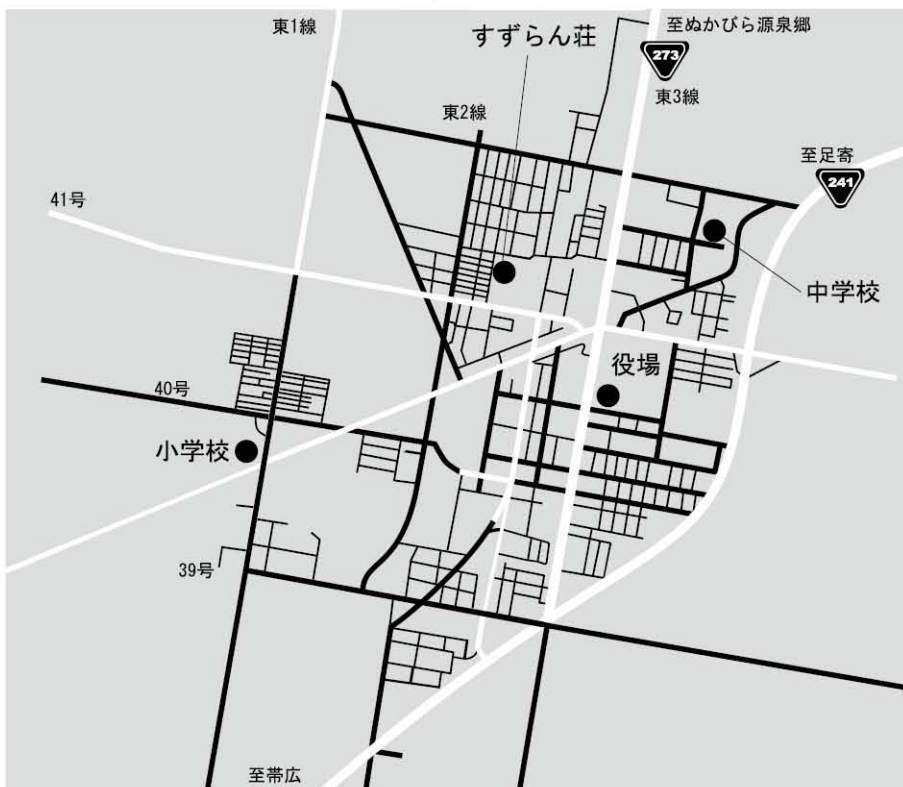 東1線
至ぬかびら源泉郷
すずらん荘
273
東3線
東2線
至足寄
241
41号
中学校
役場
40号
小学校
39号
至帯広